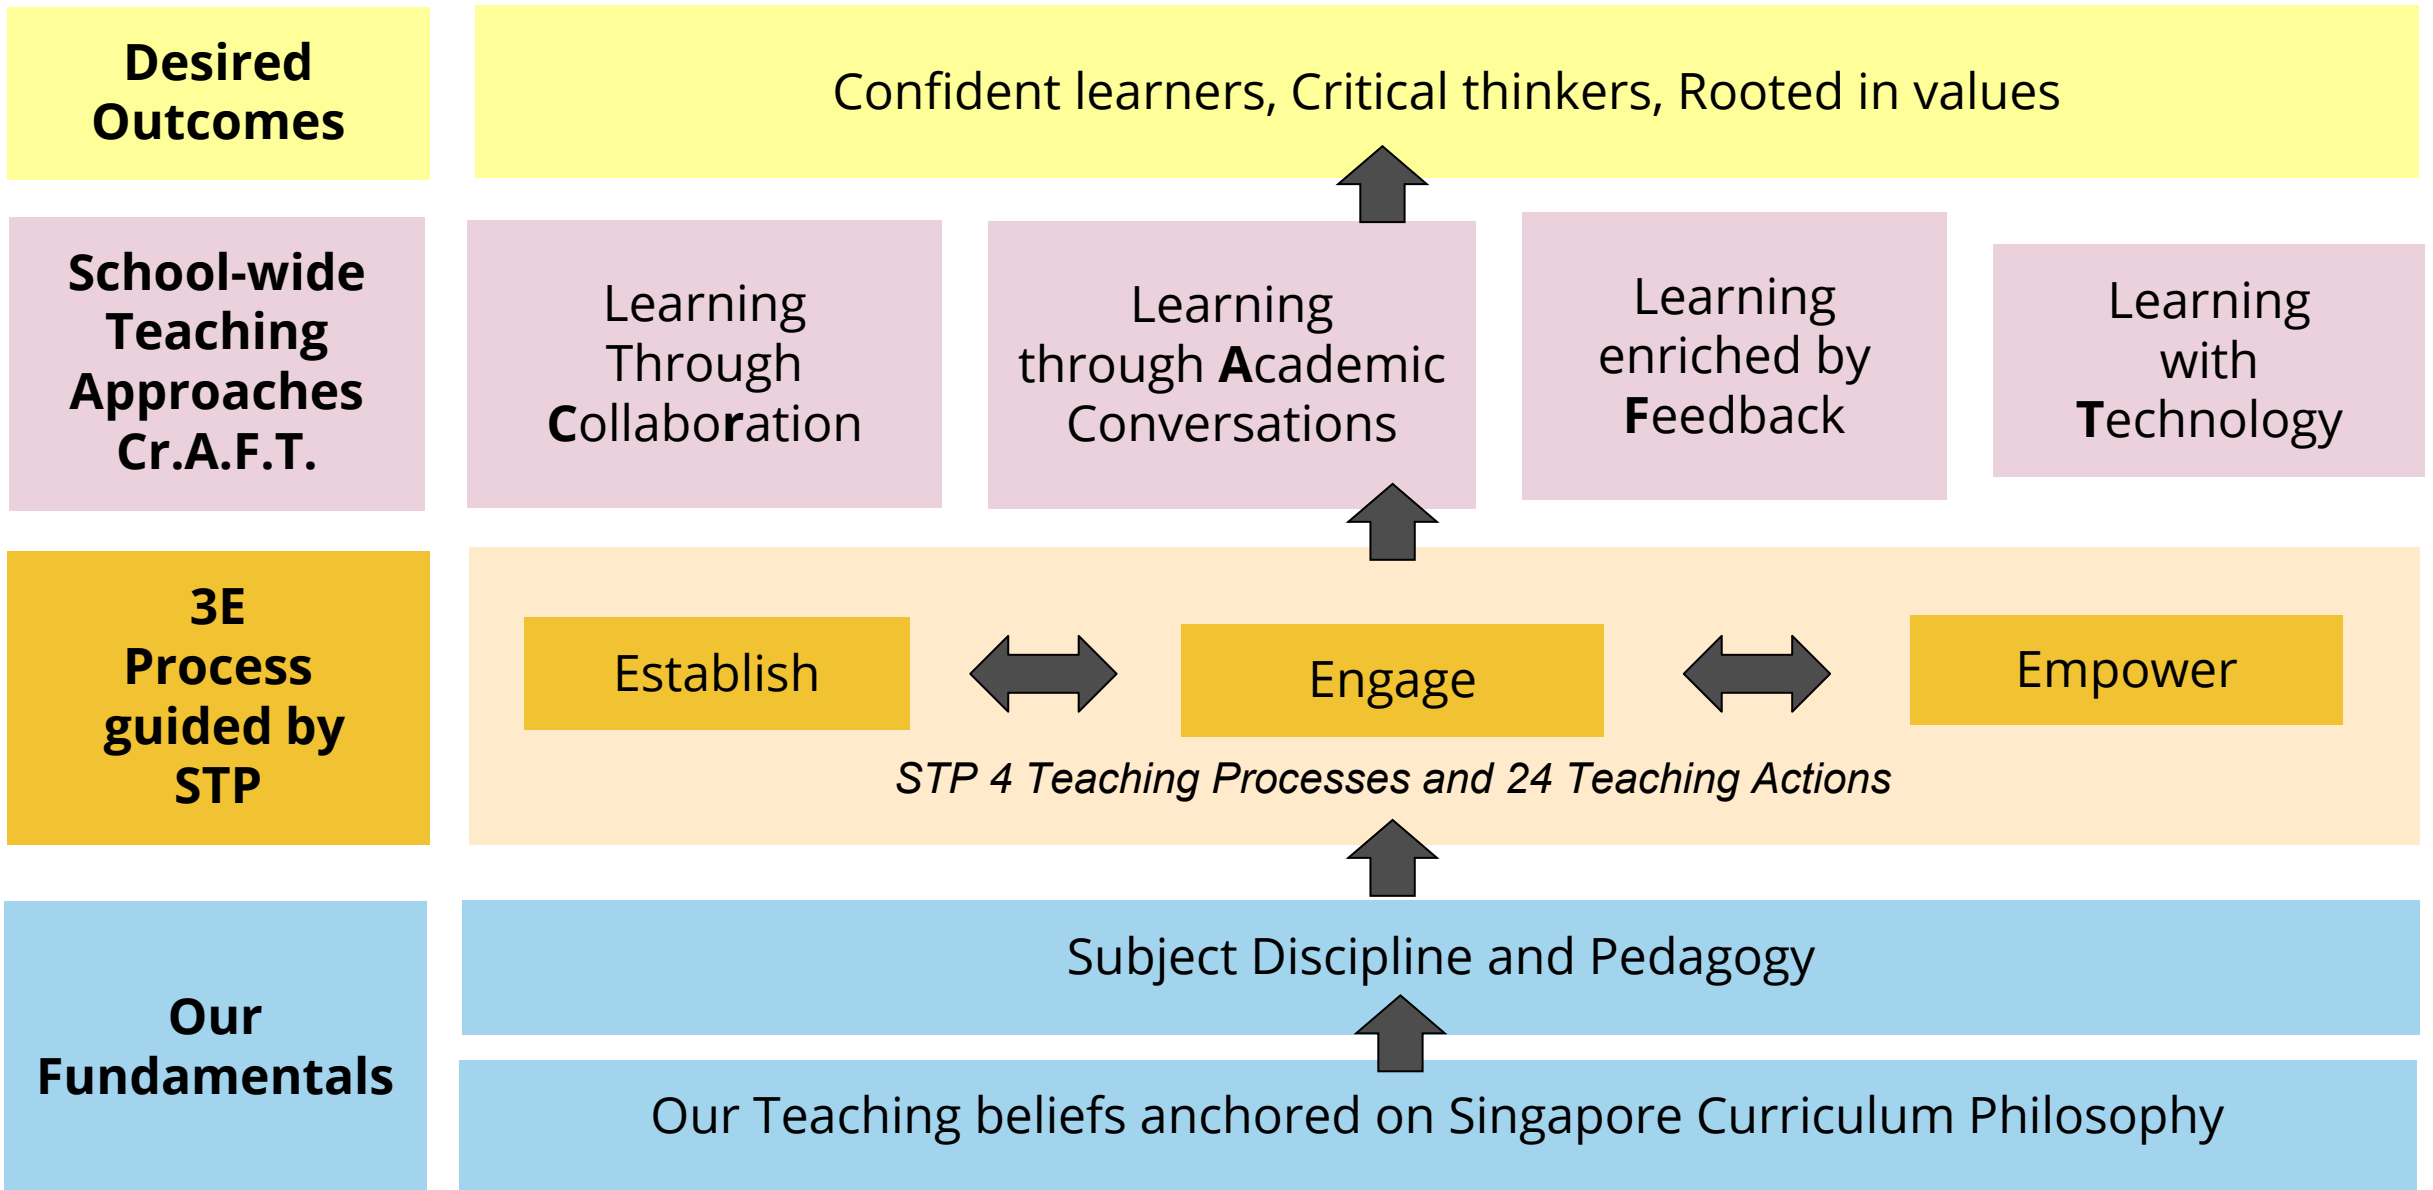 Desired
Outcomes
Confident learners, Critical thinkers, Rooted in values
School-wide
Teaching
Approaches
Cr.A.F.T.
Learning
Through
Collaboration
Learning
through Academic
Conversations
Learning
enriched by
Feedback
Learning
with
Technology
3E
Process
guided by
STP
Establish
Engage
Empower
STP 4 Teaching Processes and 24 Teaching Actions
Our
Fundamentals
Subject Discipline and Pedagogy
Our Teaching beliefs anchored on Singapore Curriculum Philosophy